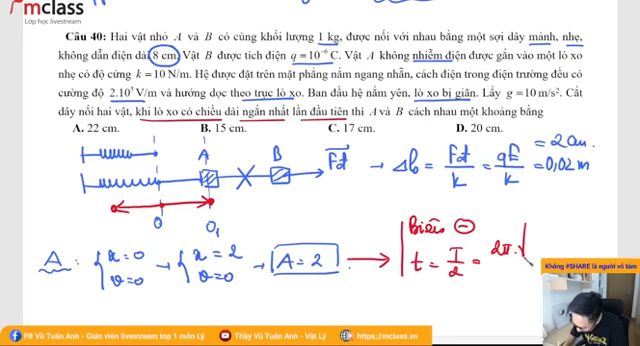 mclass
Lớp học livestream
Câu 40: Hai vật nhỏ A và B có cùng khối lượng 1 kg, được nối với nhau bằng một sợi dây mảnh, nhẹ,
không dẫn điện dài 8 cm. Vật B được tích điện q = 10⁻⁶ C. Vật A không nhiễm điện được gắn vào một lò xo
nhẹ có độ cứng k = 10 N/m. Hệ được đặt trên mặt phẳng nằm ngang nhẵn, cách điện trong điện trường đều có
cường độ 2.10⁵ V/m và hướng dọc theo trục lò xo. Ban đầu hệ nằm yên, lò xo bị giãn. Lấy g = 10 m/s². Cắt
dây nối hai vật, khi lò xo có chiều dài ngắn nhất lần đầu tiên thì A và B cách nhau một khoảng bằng
A. 22 cm. B. 15 cm. C. 17 cm. D. 20 cm.
A B Fđ → Δl₀ = Fđ/k = qE/k = 0,02 m
= 2 cm.
O O₁
A: { x = 0 v = 0 → { x = 2 v = 0 → A = 2 → Biên ⊖
t = T/2 = 2π.√
Không #SHARE là người vô tâm
FB Vũ Tuấn Anh - Giáo viên livestream top 1 môn Lý Thầy Vũ Tuấn Anh - Vật Lý https://mclass.vn